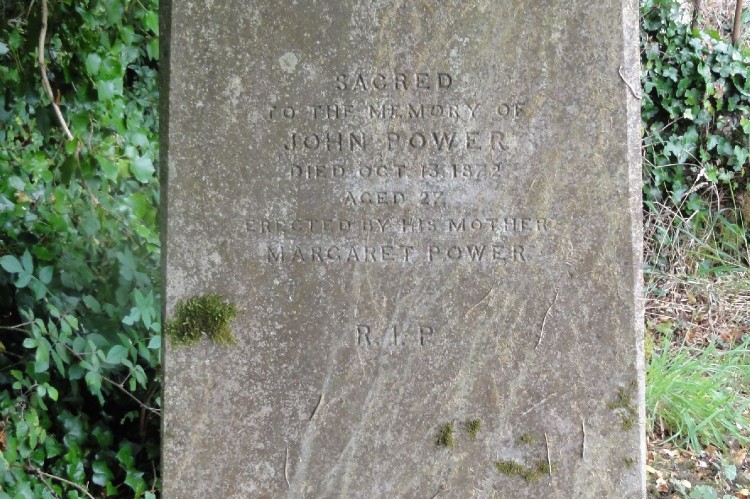 SACRED
TO THE MEMORY OF
JOHN POWER
DIED OCT. 13. 1872
AGED 27.
ERECTED BY HIS MOTHER
MARGARET POWER
R.I.P.